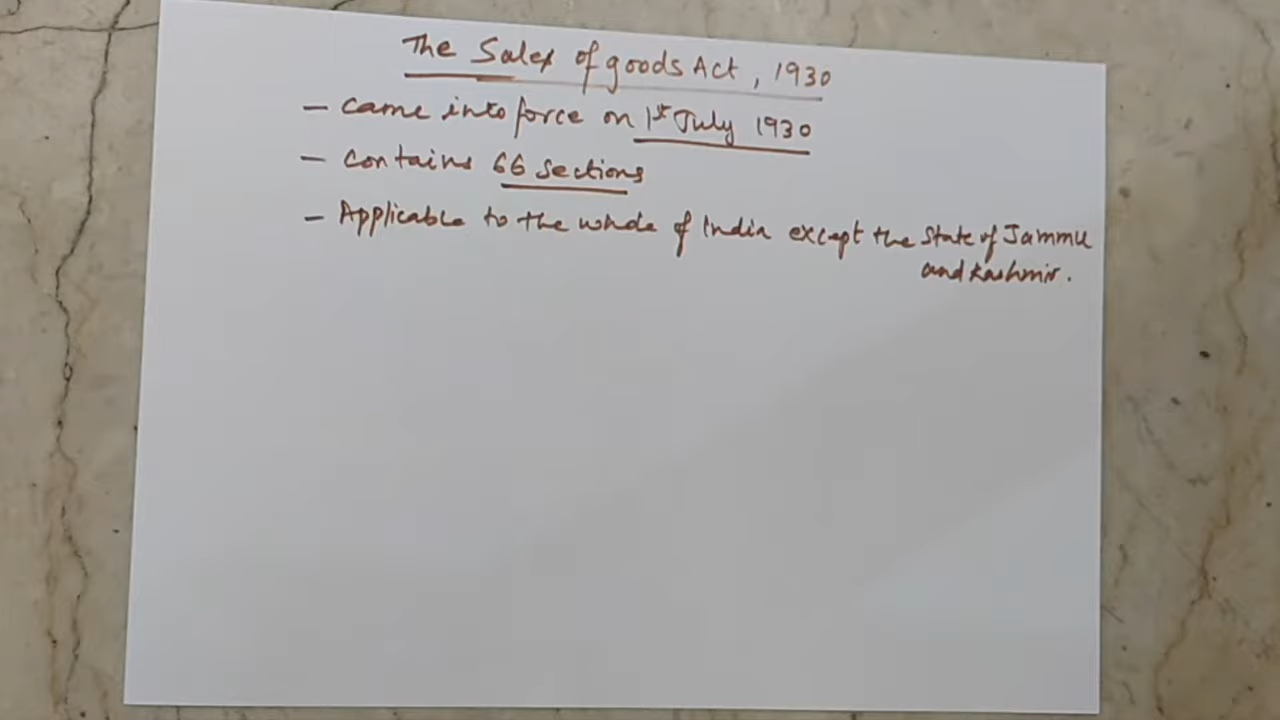 The Sales of goods Act, 1930
- Came into force on 1st July 1930
- Contains 66 Sections
- Applicable to the whole of India except the State of Jammu
and Kashmir.